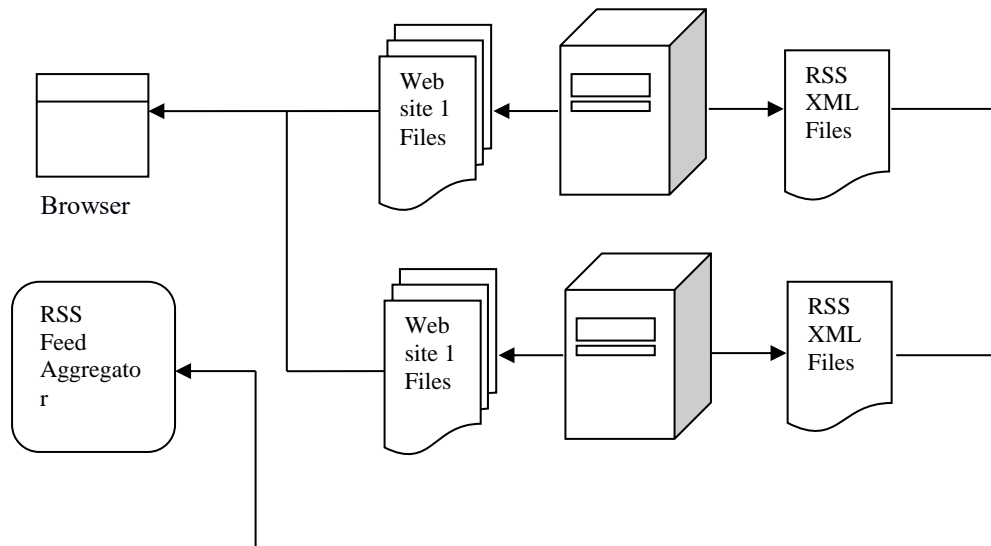 Web
site 1
Files
RSS
XML
Files
Browser
RSS
Feed
Aggregato
r
Web
site 1
Files
RSS
XML
Files